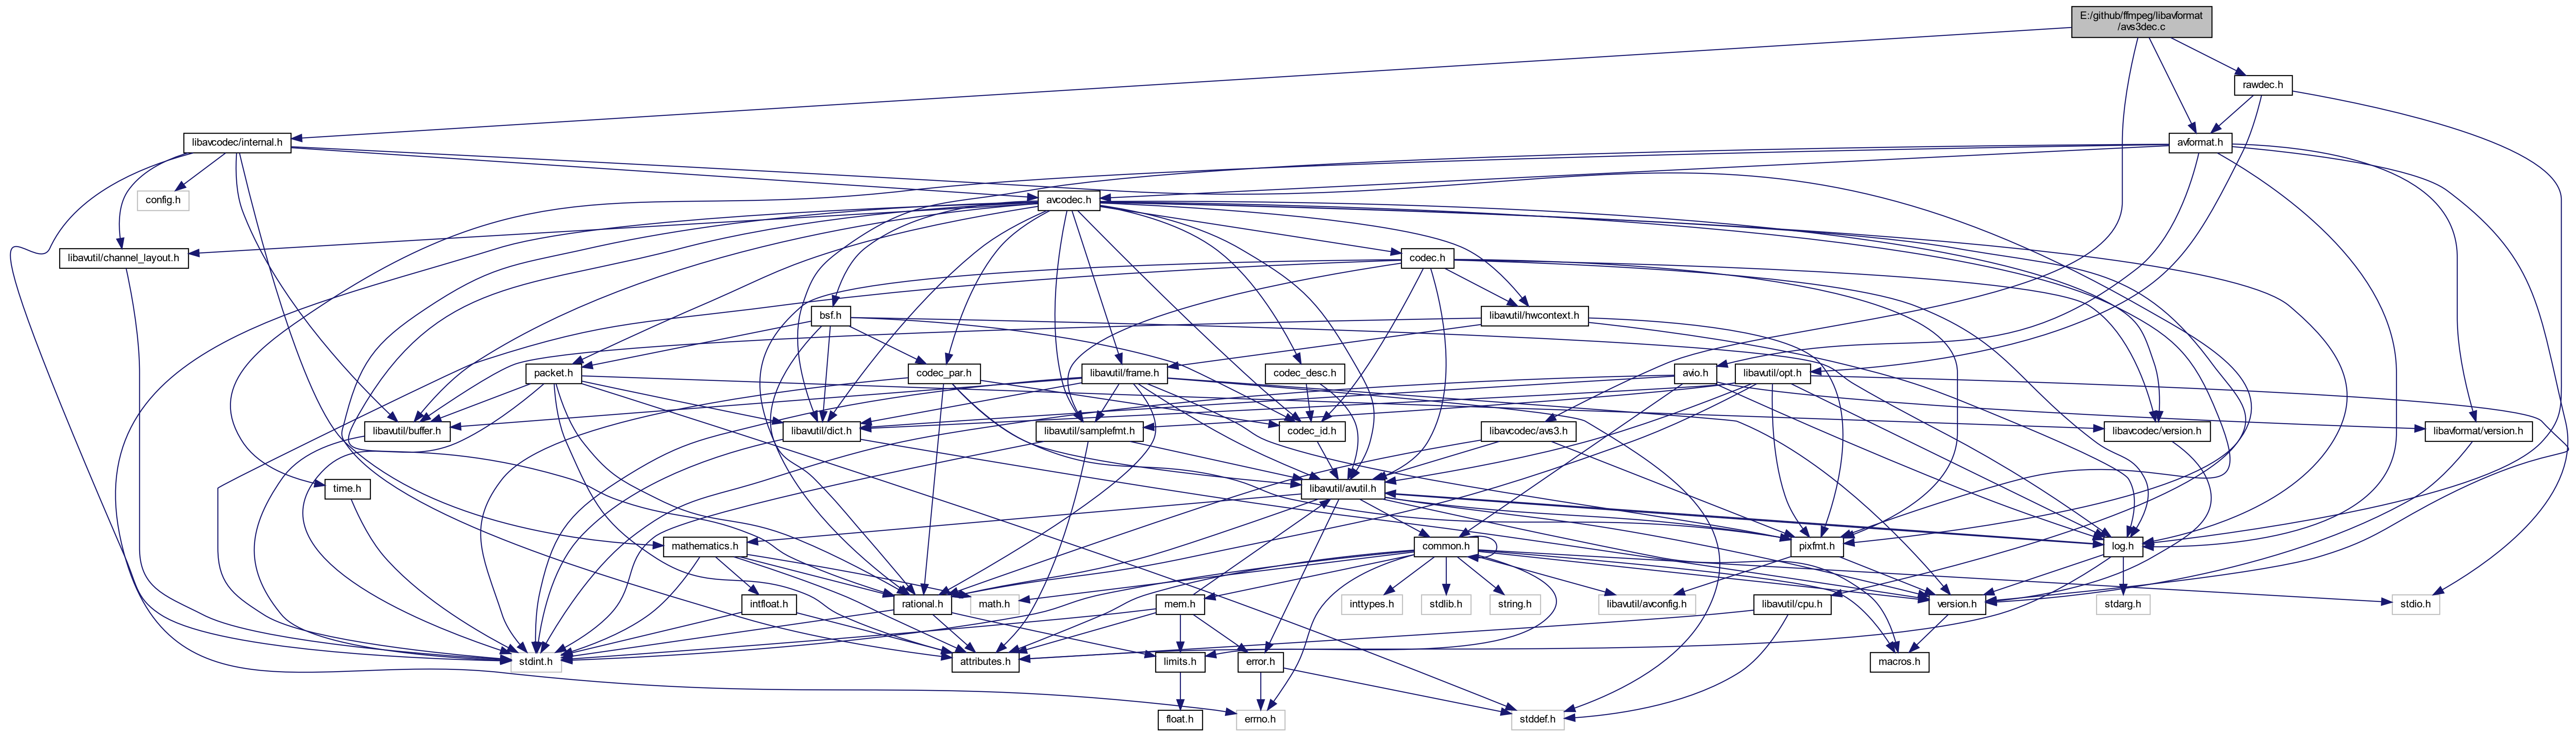 E:/github/ffmpeg/libavformat
/avs3dec.c
rawdec.h
libavcodec/internal.h
avformat.h
config.h
avcodec.h
libavutil/channel_layout.h
codec.h
bsf.h
libavutil/hwcontext.h
packet.h
codec_par.h
libavutil/frame.h
codec_desc.h
avio.h
libavutil/opt.h
libavutil/buffer.h
libavutil/dict.h
libavutil/samplefmt.h
codec_id.h
libavcodec/avs3.h
libavcodec/version.h
libavformat/version.h
time.h
libavutil/avutil.h
mathematics.h
common.h
pixfmt.h
log.h
intfloat.h
rational.h
math.h
mem.h
inttypes.h
stdlib.h
string.h
libavutil/avconfig.h
libavutil/cpu.h
version.h
stdarg.h
stdio.h
stdint.h
attributes.h
limits.h
error.h
macros.h
float.h
errno.h
stddef.h